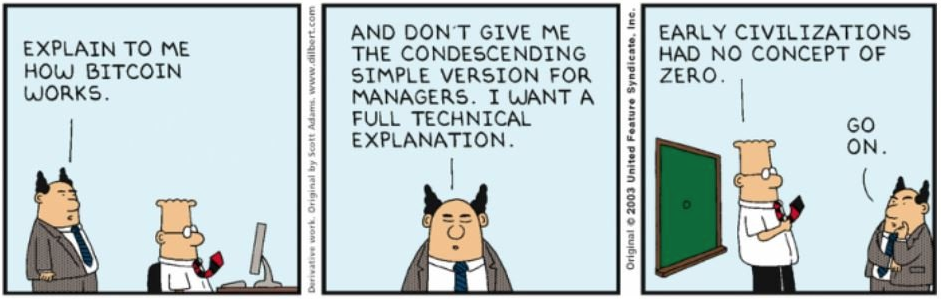 EXPLAIN TO ME
HOW BITCOIN
WORKS.
Derivative work. Original by Scott Adams. www.dilbert.com
AND DON'T GIVE ME
THE CONDESCENDING
SIMPLE VERSION FOR
MANAGERS. I WANT A
FULL TECHNICAL
EXPLANATION.
Original © 2003 United Feature Syndicate, Inc.
EARLY CIVILIZATIONS
HAD NO CONCEPT OF
ZERO.
GO
ON.